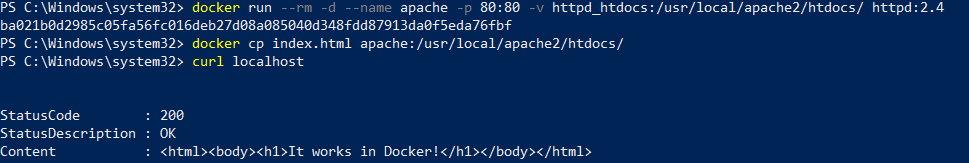 PS C:\Windows\system32> docker run --rm -d --name apache -p 80:80 -v httpd_htdocs:/usr/local/apache2/htdocs/ httpd:2.4
ba021b0d2985c05fa56fc016deb27d08a085040d348fdd87913da0f5eda76fbf
PS C:\Windows\system32> docker cp index.html apache:/usr/local/apache2/htdocs/
PS C:\Windows\system32> curl localhost
StatusCode        : 200
StatusDescription : OK
Content           : <html><body><h1>It works in Docker!</h1></body></html>